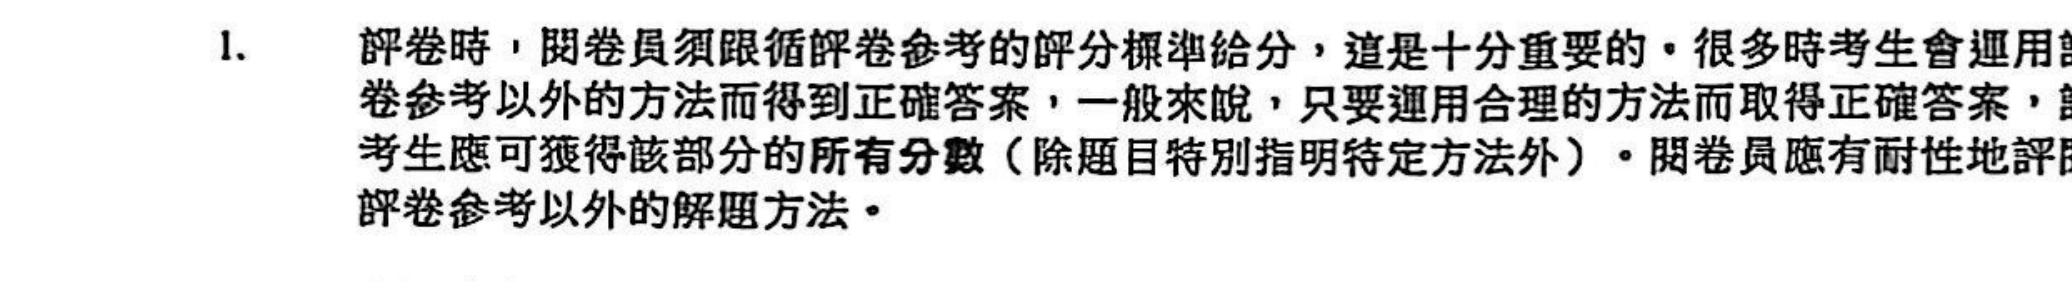 1. 評卷時，閱卷員須跟循評卷參考的評分標準給分，這是十分重要的。很多時考生會運用
卷參考以外的方法而得到正確答案，一般來說，只要運用合理的方法而取得正確答案，
考生應可獲得該部分的所有分數（除題目特別指明特定方法外）。閱卷員應有耐性地評
評卷參考以外的解題方法。